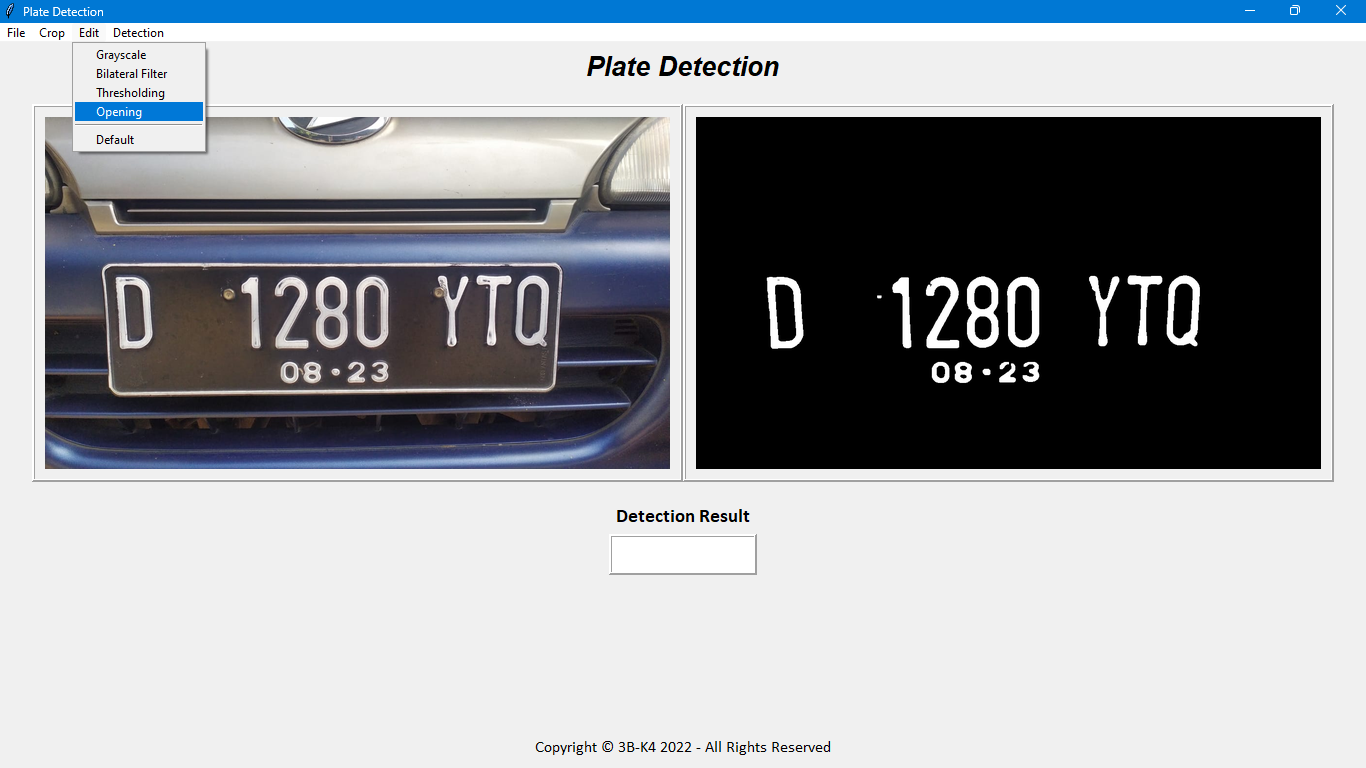 Plate Detection
File Crop Edit Detection
Grayscale
Bilateral Filter
Thresholding
Opening
Default
Plate Detection
D 1280 YTQ
08·23
D 1280 YTQ
08·23
Detection Result
Copyright © 3B-K4 2022 - All Rights Reserved